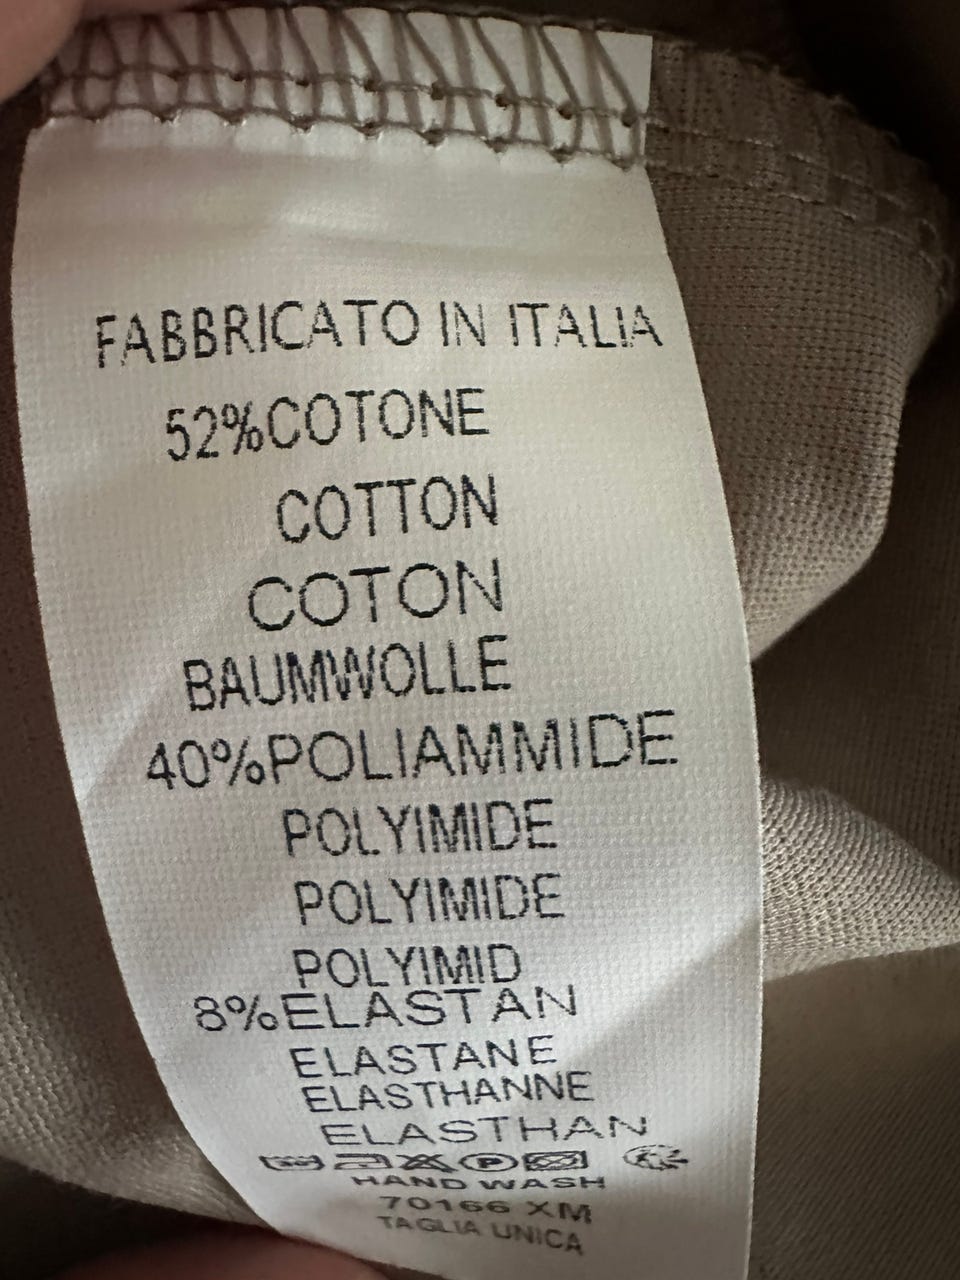 FABBRICATO IN ITALIA
52%COTONE
COTTON
COTON
BAUMWOLLE
40%POLIAMMIDE
POLYIMIDE
POLYIMIDE
POLYIMID
8%ELASTAN
ELASTANE
ELASTHANNE
ELASTHAN
P
HAND WASH
70166 XM
TAGLIA UNICA